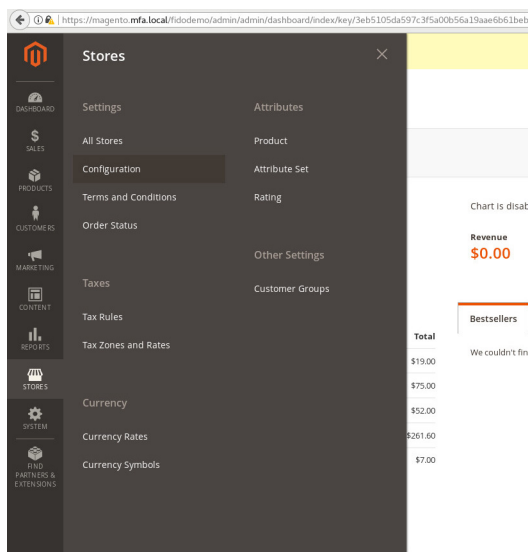 https://magento.mfa.local/fidodemo/admin/admin/dashboard/index/key/3eb5105da597c3f5a00b56a19aae6b61beb
DASHBOARD
SALES
PRODUCTS
CUSTOMERS
MARKETING
CONTENT
REPORTS
STORES
SYSTEM
FIND
PARTNERS &
EXTENSIONS
Stores
Settings
All Stores
Configuration
Terms and Conditions
Order Status
Taxes
Tax Rules
Tax Zones and Rates
Currency
Currency Rates
Currency Symbols
Attributes
Product
Attribute Set
Rating
Other Settings
Customer Groups
Total
$19.00
$75.00
$52.00
$261.60
$7.00
Chart is disab
Revenue
$0.00
Bestsellers
We couldn't fin